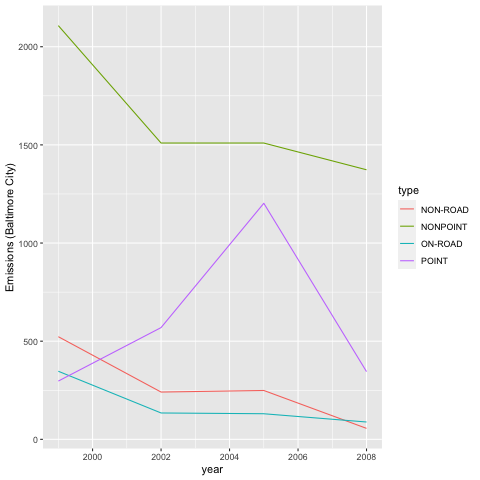 2000
1500
1000
500
0
Emissions (Baltimore City)
2000 2002 2004 2006 2008
year
type
NON-ROAD
NONPOINT
ON-ROAD
POINT